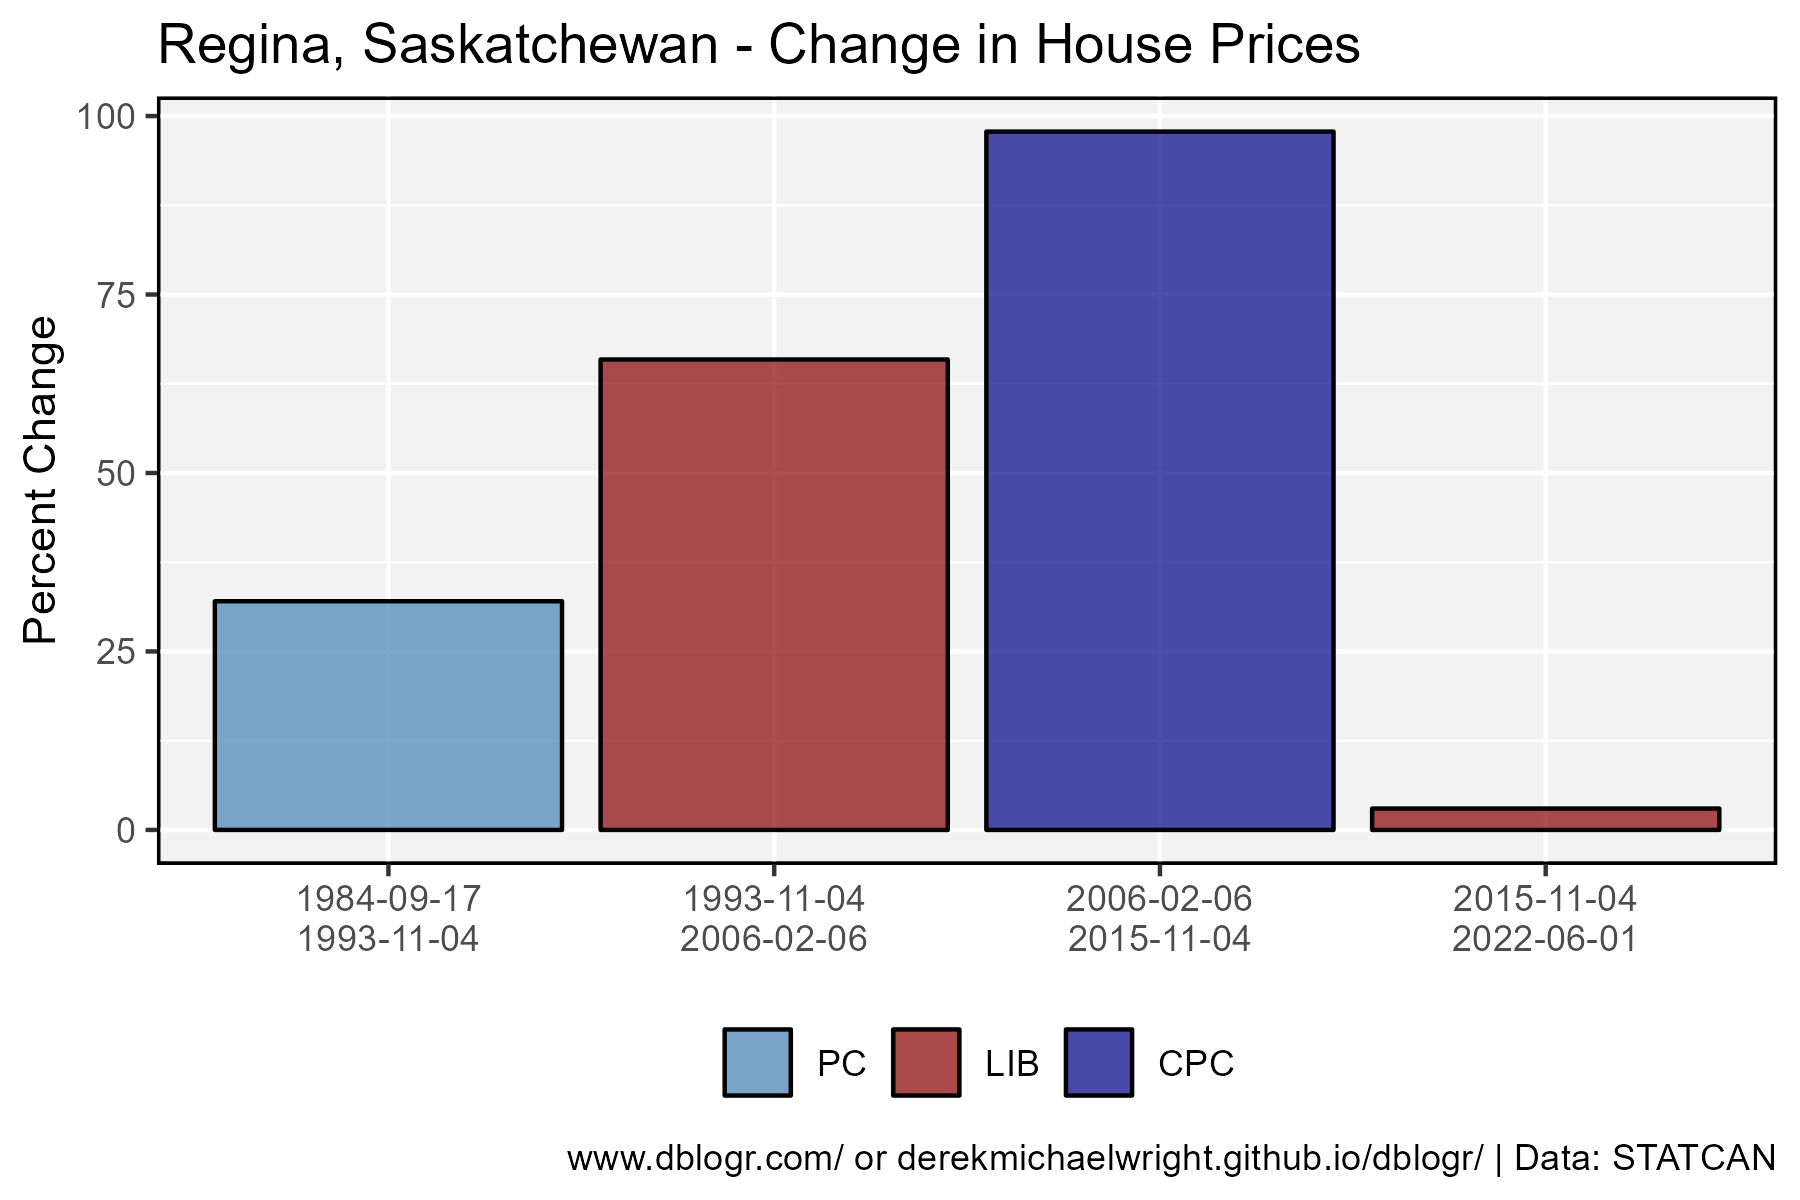 Regina, Saskatchewan - Change in House Prices
Percent Change
100
75
50
25
0
1984-09-17
1993-11-04
1993-11-04
2006-02-06
2006-02-06
2015-11-04
2015-11-04
2022-06-01
PC
LIB
CPC
www.dblogr.com/ or derekmichaelwright.github.io/dblogr/ | Data: STATCAN